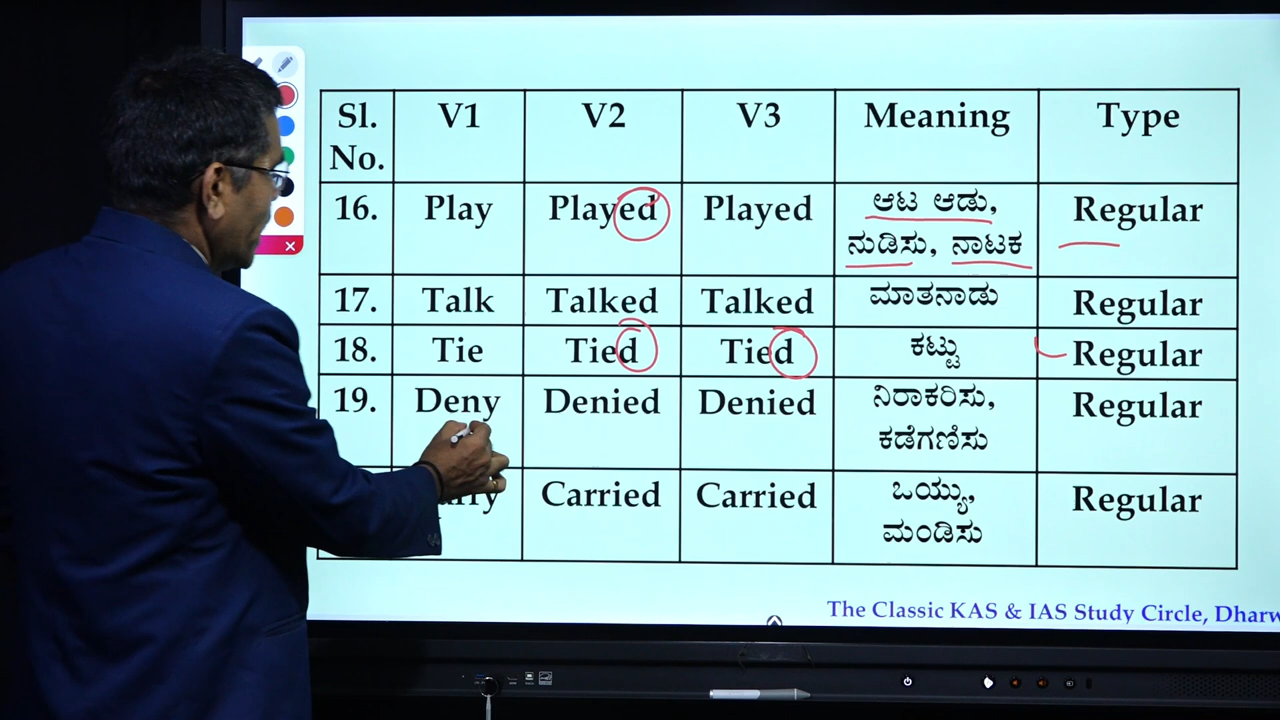 Sl. No. V1 V2 V3 Meaning Type
16. Play Played Played ಆಟ ಆಡು, Regular
ನುಡಿಸು, ನಾಟಕ
17. Talk Talked Talked ಮಾತನಾಡು Regular
18. Tie Tied Tied ಕಟ್ಟು Regular
19. Deny Denied Denied ನಿರಾಕರಿಸು, Regular
ಕಡೆಗಣಿಸು
Carried Carried ಒಯ್ಯು, Regular
ಮಂಡಿಸು
The Classic KAS & IAS Study Circle,